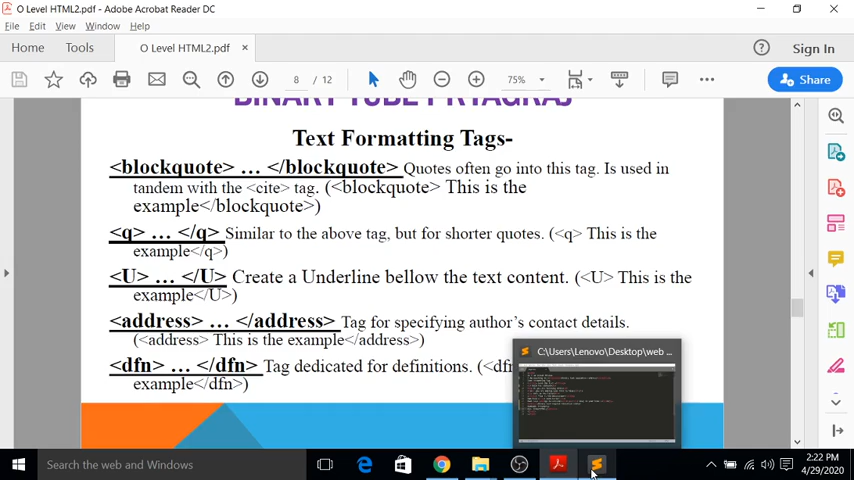 O Level HTML2.pdf - Adobe Acrobat Reader DC
File Edit View Window Help
Home Tools O Level HTML2.pdf × ? Sign In
8 / 12 75% Share
BINARY TUBE PRYAGRAJ
Text Formatting Tags-
<blockquote> … </blockquote> Quotes often go into this tag. Is used in
tandem with the <cite> tag. (<blockquote> This is the
example</blockquote>)
<q> … </q> Similar to the above tag, but for shorter quotes. (<q> This is the
example</q>)
<U> … </U> Create a Underline bellow the text content. (<U> This is the
example</U>)
<address> … </address> Tag for specifying author's contact details.
(<address> This is the example</address>)
<dfn> … </dfn> Tag dedicated for definitions. (<df
example</dfn>)
C:\Users\Lenovo\Desktop\web ...
Search the web and Windows
2:22 PM
4/29/2020